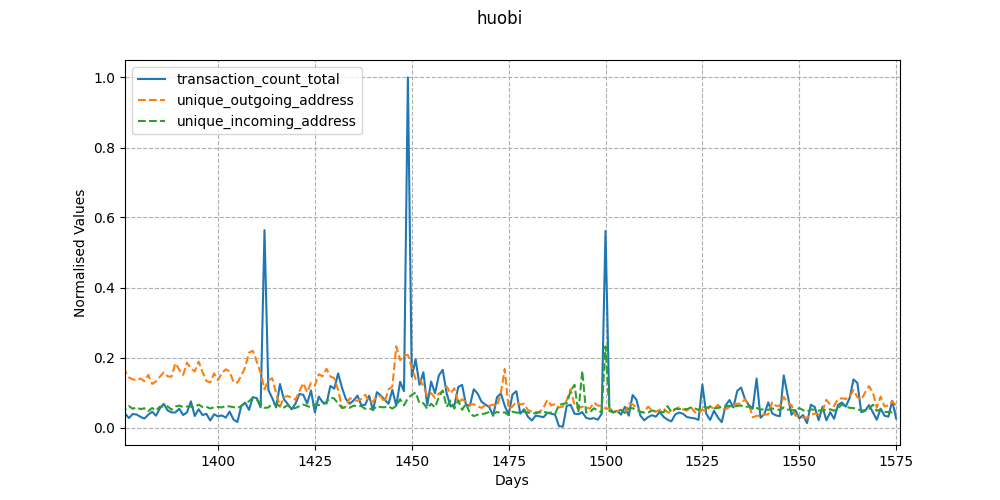 huobi
transaction_count_total
unique_outgoing_address
unique_incoming_address
1.0
0.8
0.6
0.4
0.2
0.0
Normalised Values
1400
1425
1450
1475
1500
1525
1550
1575
Days